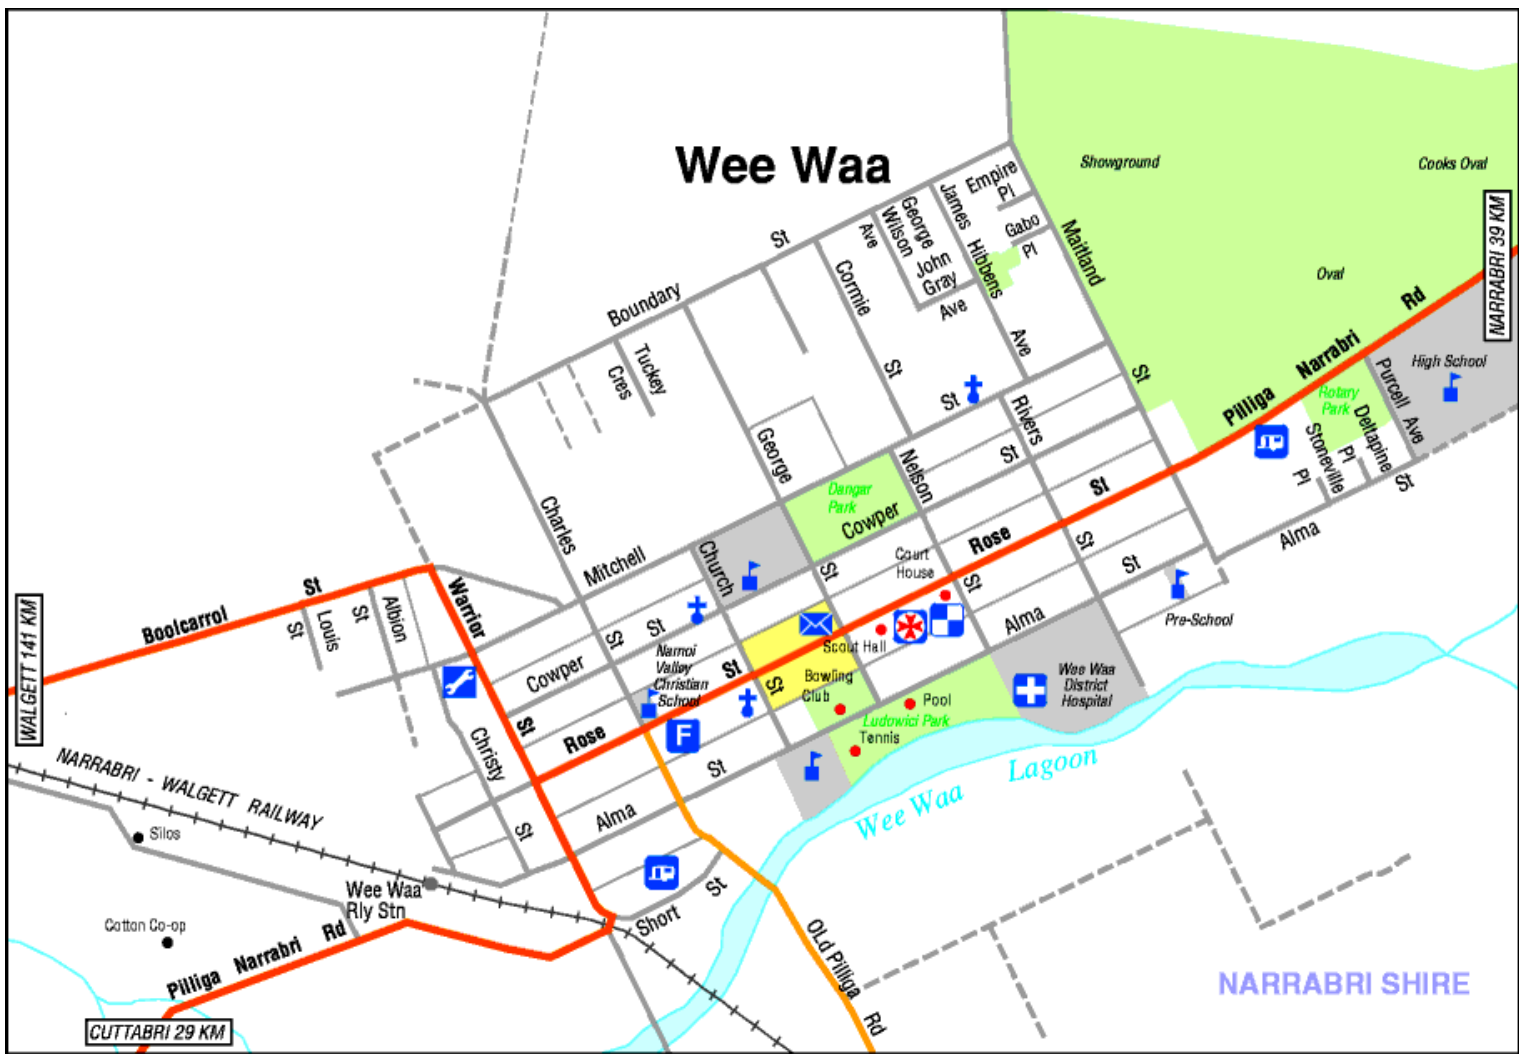 Wee Waa
Showground
Cooks Oval
NARRABRI 39 KM
Empire
Pl
James
Hibbens
Ave
George
Wilson
Ave
Gabo
Pl
Maitland
St
John
Gray
Ave
Oval
Boundary
St
Cormie
St
Tuckey
Cres
Pilliga
Narrabri
Rd
High School
Rotary
Park
Purcell
Ave
Deltapine
Pl
Stoneville
Pl
St
Rivers
St
St
George
St
Nelson
St
Dangar
Park
Cowper
St
Charles
St
Mitchell
Church
St
Court
House
Rose
St
Alma
St
Alma
Pre-School
Boolcarrol
St
Louis
St
Albion
St
Warrior
St
WALGETT 141 KM
Cowper
St
Namoi
Valley
Christian
School
St
Scout Hall
Bowling
Club
Pool
Ludowici Park
Tennis
Wee Waa
District
Hospital
Rose
Christy
St
Alma
St
Wee Waa
Lagoon
NARRABRI - WALGETT RAILWAY
Silos
Wee Waa
Rly Stn
Cotton Co-op
Pilliga
Narrabri
Rd
Short
St
OLd Pilliga
Rd
F
NARRABRI SHIRE
CUTTABRI 29 KM